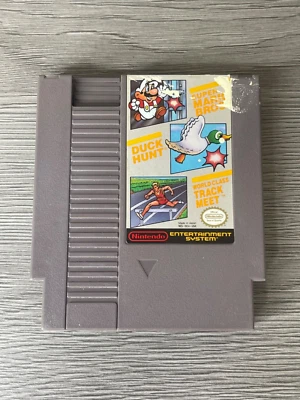 SUPER
MARIO
BROS
DUCK
HUNT
WORLD CLASS
TRACK
MEET
Nintendo
ENTERTAINMENT
SYSTEM